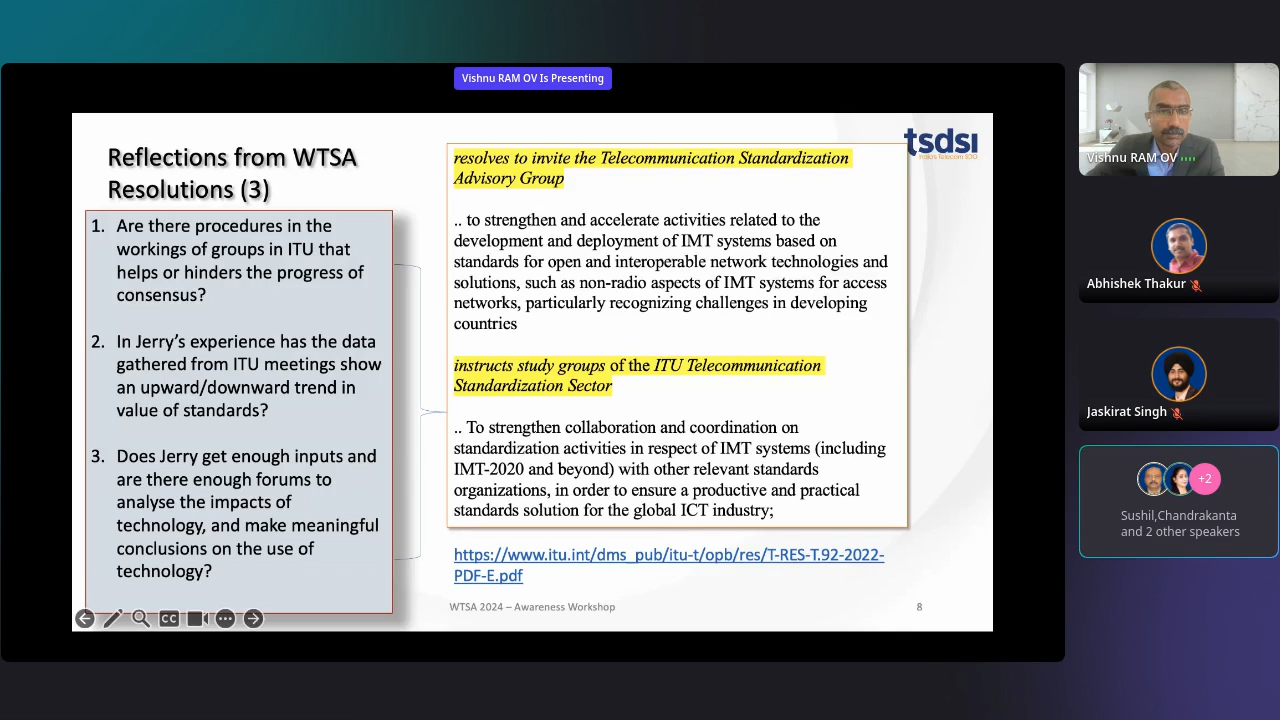 Vishnu RAM OV Is Presenting
Reflections from WTSA
Resolutions (3)
1. Are there procedures in the
workings of groups in ITU that
helps or hinders the progress of
consensus?
2. In Jerry’s experience has the data
gathered from ITU meetings show
an upward/downward trend in
value of standards?
3. Does Jerry get enough inputs and
are there enough forums to
analyse the impacts of
technology, and make meaningful
conclusions on the use of
technology?
tsdsi
India's Telecom SDO
resolves to invite the Telecommunication Standardization
Advisory Group
.. to strengthen and accelerate activities related to the
development and deployment of IMT systems based on
standards for open and interoperable network technologies and
solutions, such as non-radio aspects of IMT systems for access
networks, particularly recognizing challenges in developing
countries
instructs study groups of the ITU Telecommunication
Standardization Sector
.. To strengthen collaboration and coordination on
standardization activities in respect of IMT systems (including
IMT-2020 and beyond) with other relevant standards
organizations, in order to ensure a productive and practical
standards solution for the global ICT industry;
https://www.itu.int/dms_pub/itu-t/opb/res/T-RES-T.92-2022-
PDF-E.pdf
WTSA 2024 – Awareness Workshop
8
CC
Vishnu RAM OV
Abhishek Thakur
Jaskirat Singh
+2
Sushil,Chandrakanta
and 2 other speakers